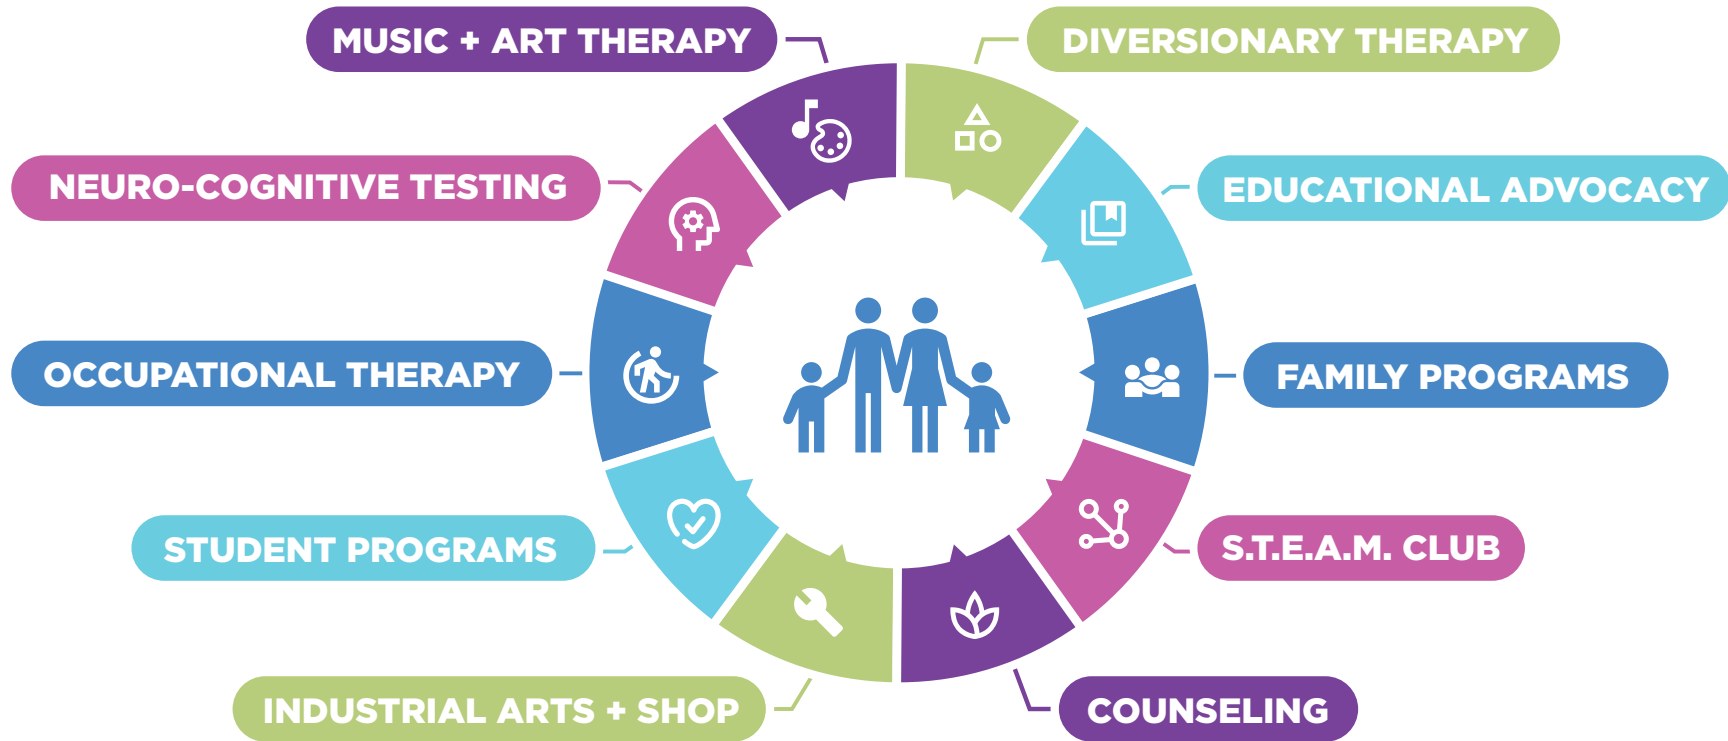 MUSIC + ART THERAPY
DIVERSIONARY THERAPY
NEURO-COGNITIVE TESTING
EDUCATIONAL ADVOCACY
OCCUPATIONAL THERAPY
FAMILY PROGRAMS
STUDENT PROGRAMS
S.T.E.A.M. CLUB
INDUSTRIAL ARTS + SHOP
COUNSELING